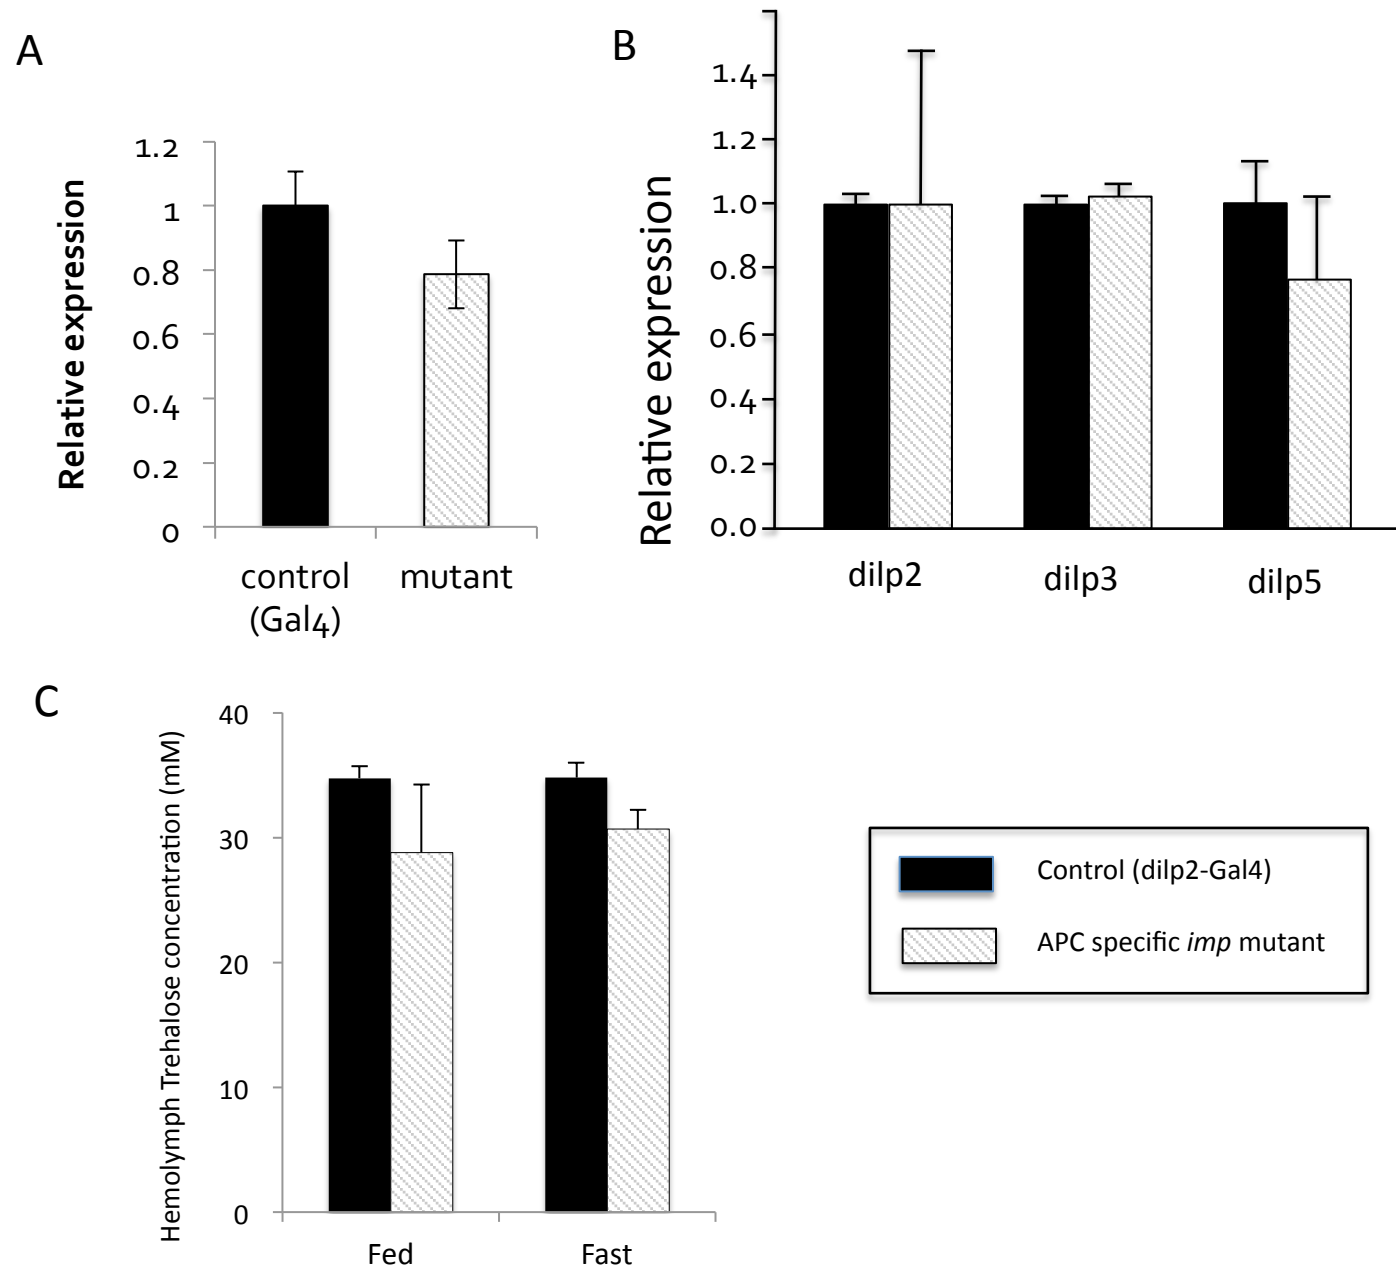 A
Relative expression
1.2
1
0.8
0.6
0.4
0.2
0
control
(Gal4)
mutant
B
Relative expression
1.4
1.2
1.0
0.8
0.6
0.4
0.2
0.0
dilp2
dilp3
dilp5
C
Hemolymph Trehalose concentration (mM)
40
30
20
10
0
Fed
Fast
Control (dilp2-Gal4)
APC specific imp mutant